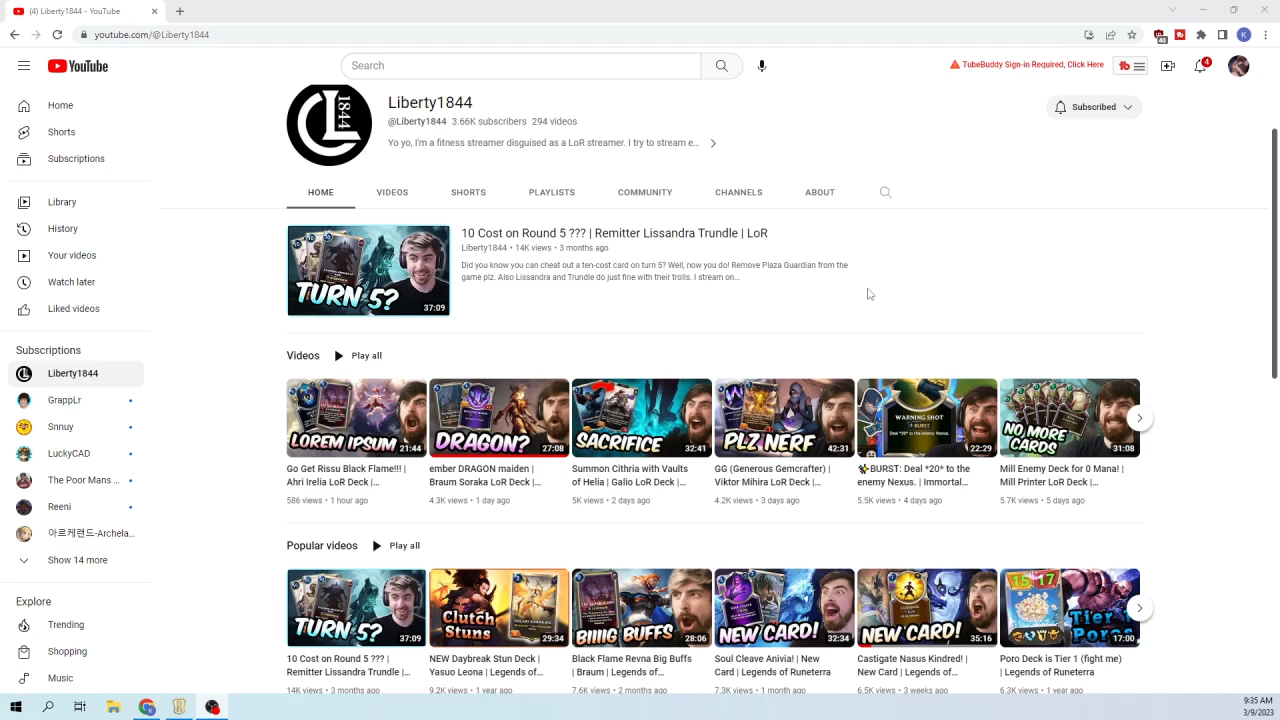 (4) Liberty1844 - YouTube
youtube.com/@Liberty1844
YouTube
Search
TubeBuddy Sign-in Required, Click Here
4
Home
Shorts
Subscriptions
Library
History
Your videos
Watch later
Liked videos
Subscriptions
Liberty1844
GrappLr
Snnuy
LuckyCAD
The Poor Mans ...
Reeni
아르케랜드-Archela...
Show 14 more
Explore
Trending
Shopping
Music
1844
Liberty1844
@Liberty1844 3.66K subscribers 294 videos
Yo yo, I'm a fitness streamer disguised as a LoR streamer. I try to stream e...
Subscribed
HOME VIDEOS SHORTS PLAYLISTS COMMUNITY CHANNELS ABOUT
TURN 5?
37:09
10 Cost on Round 5 ??? | Remitter Lissandra Trundle | LoR
Liberty1844 • 14K views • 3 months ago
Did you know you can cheat out a ten-cost card on turn 5? Well, now you do! Remove Plaza Guardian from the
game plz. Also Lissandra and Trundle do just fine with their trolls. I stream on...
Videos Play all
LOREM IPSUM 21:44
DRAGON? 27:08
SACRIFICE 32:41
PLZ NERF 42:31
WARNING SHOT
BURST
22:29
NO MORE
CARDS
31:08
Go Get Rissu Black Flame!!! |
Ahri Irelia LoR Deck |...
586 views • 1 hour ago
ember DRAGON maiden |
Braum Soraka LoR Deck |...
4.3K views • 1 day ago
Summon Cithria with Vaults
of Helia | Galio LoR Deck |...
5K views • 2 days ago
GG (Generous Gemcrafter) |
Viktor Mihira LoR Deck |...
4.2K views • 3 days ago
BURST: Deal *20* to the
enemy Nexus. | Immortal...
5.5K views • 4 days ago
Mill Enemy Deck for 0 Mana! |
Mill Printer LoR Deck |...
5.7K views • 5 days ago
Popular videos Play all
TURN 5? 37:09
Clutch
Stuns
29:34
BIIIG BUFFS 28:06
NEW CARD! 32:34
NEW CARD! 35:16
15 17
Tier 1
Poros
17:00
10 Cost on Round 5 ??? |
Remitter Lissandra Trundle |...
14K views • 3 months ago
NEW Daybreak Stun Deck |
Yasuo Leona | Legends of...
9.2K views • 1 year ago
Black Flame Revna Big Buffs
| Braum | Legends of...
7.6K views • 2 months ago
Soul Cleave Anivia! | New
Card | Legends of Runeterra
7.3K views • 1 month ago
Castigate Nasus Kindred! |
New Card | Legends of...
6.5K views • 3 weeks ago
Poro Deck is Tier 1 (fight me)
| Legends of Runeterra
6.3K views • 1 year ago
9:35 AM
3/9/2023